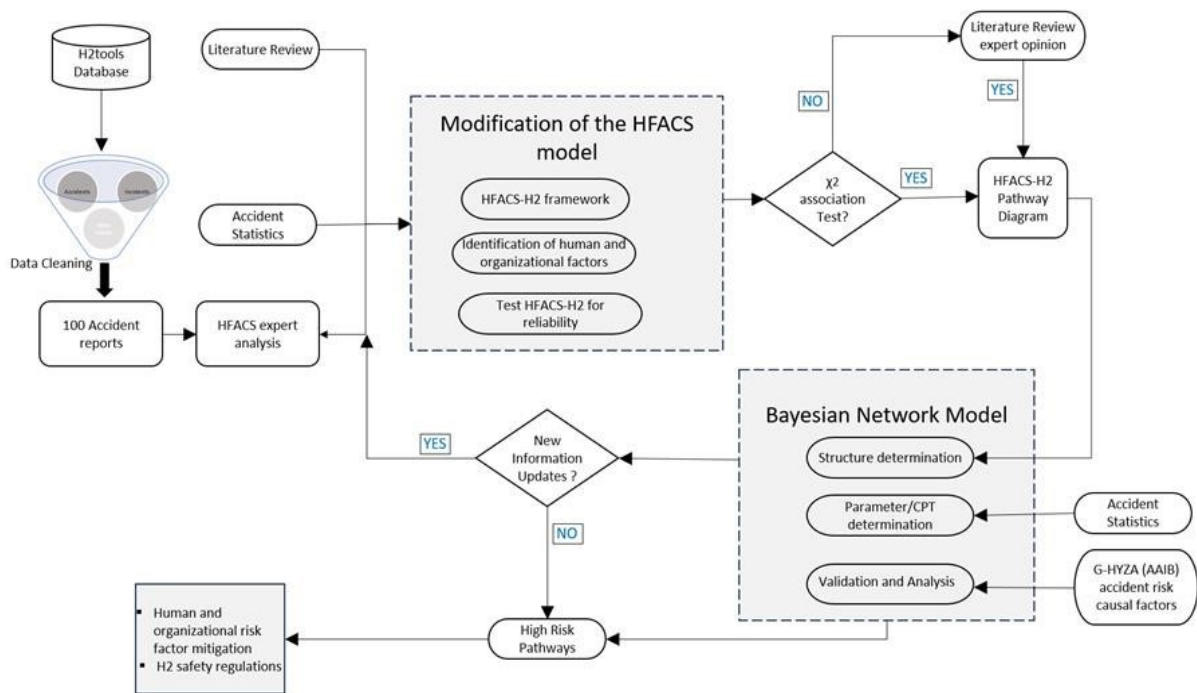 H2tools
Database
Literature Review
Literature Review
expert opinion
NO
YES
Modification of the HFACS
model
HFACS-H2 framework
Identification of human and
organizational factors
Test HFACS-H2 for
reliability
χ2
association
Test?
YES
HFACS-H2
Pathway
Diagram
Accidents
Incidents
Accident
Statistics
Data Cleaning
100 Accident
reports
HFACS expert
analysis
Bayesian Network Model
Structure determination
Parameter/CPT
determination
Validation and Analysis
New
Information
Updates ?
YES
NO
Accident
Statistics
G-HYZA (AAIB)
accident risk
causal factors
High Risk
Pathways
▪ Human and
organizational risk
factor mitigation
▪ H2 safety regulations